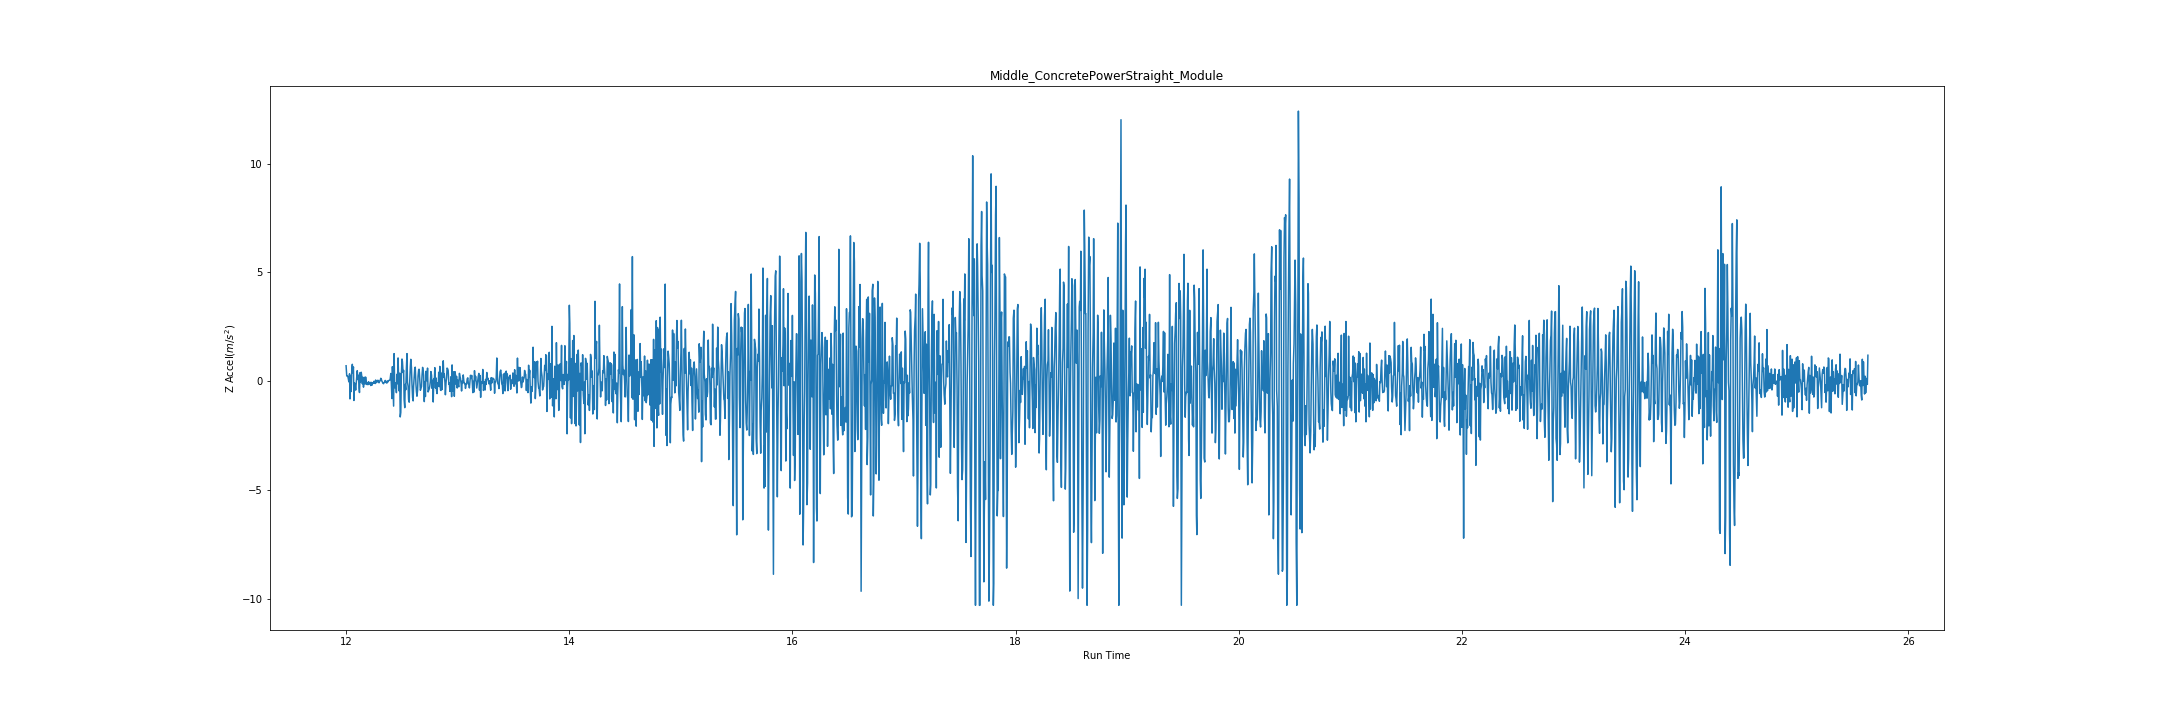 Middle_ConcretePowerStraight_Module
Z Accel(m/s²)
10
5
0
−5
−10
12 14 16 18 20 22 24 26
Run Time